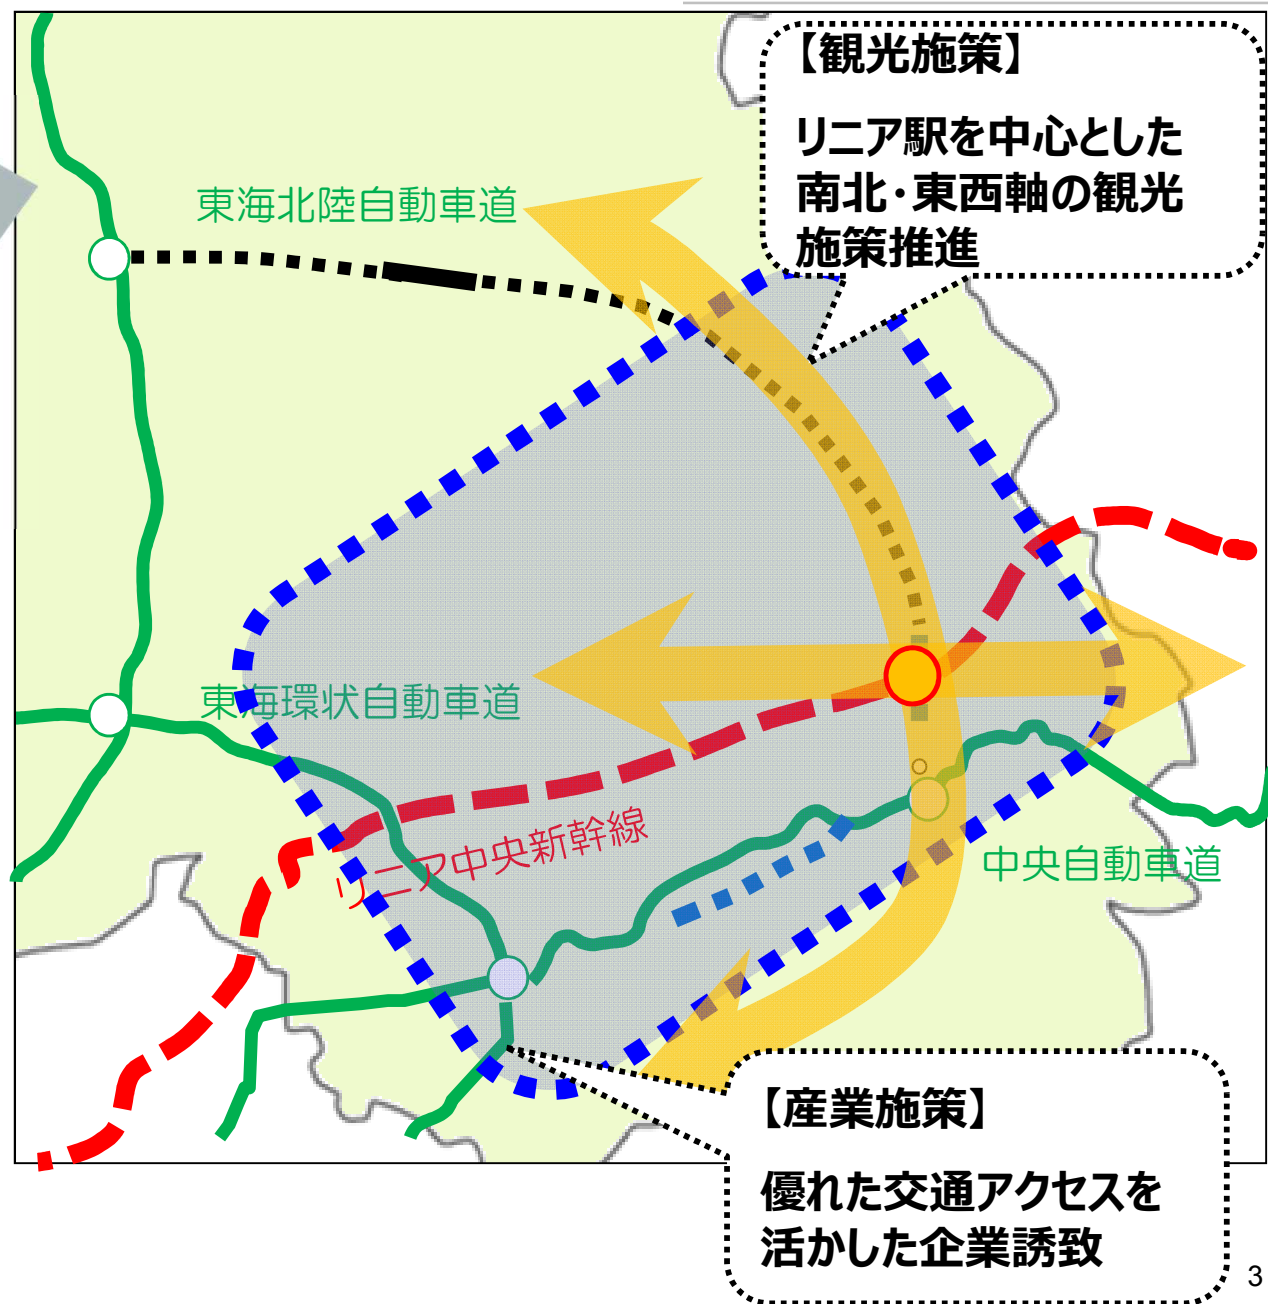 【観光施策】
リニア駅を中心とした
南北・東西軸の観光
施策推進
東海北陸自動車道
東海環状自動車道
リニア中央新幹線
中央自動車道
【産業施策】
優れた交通アクセスを
活かした企業誘致
3